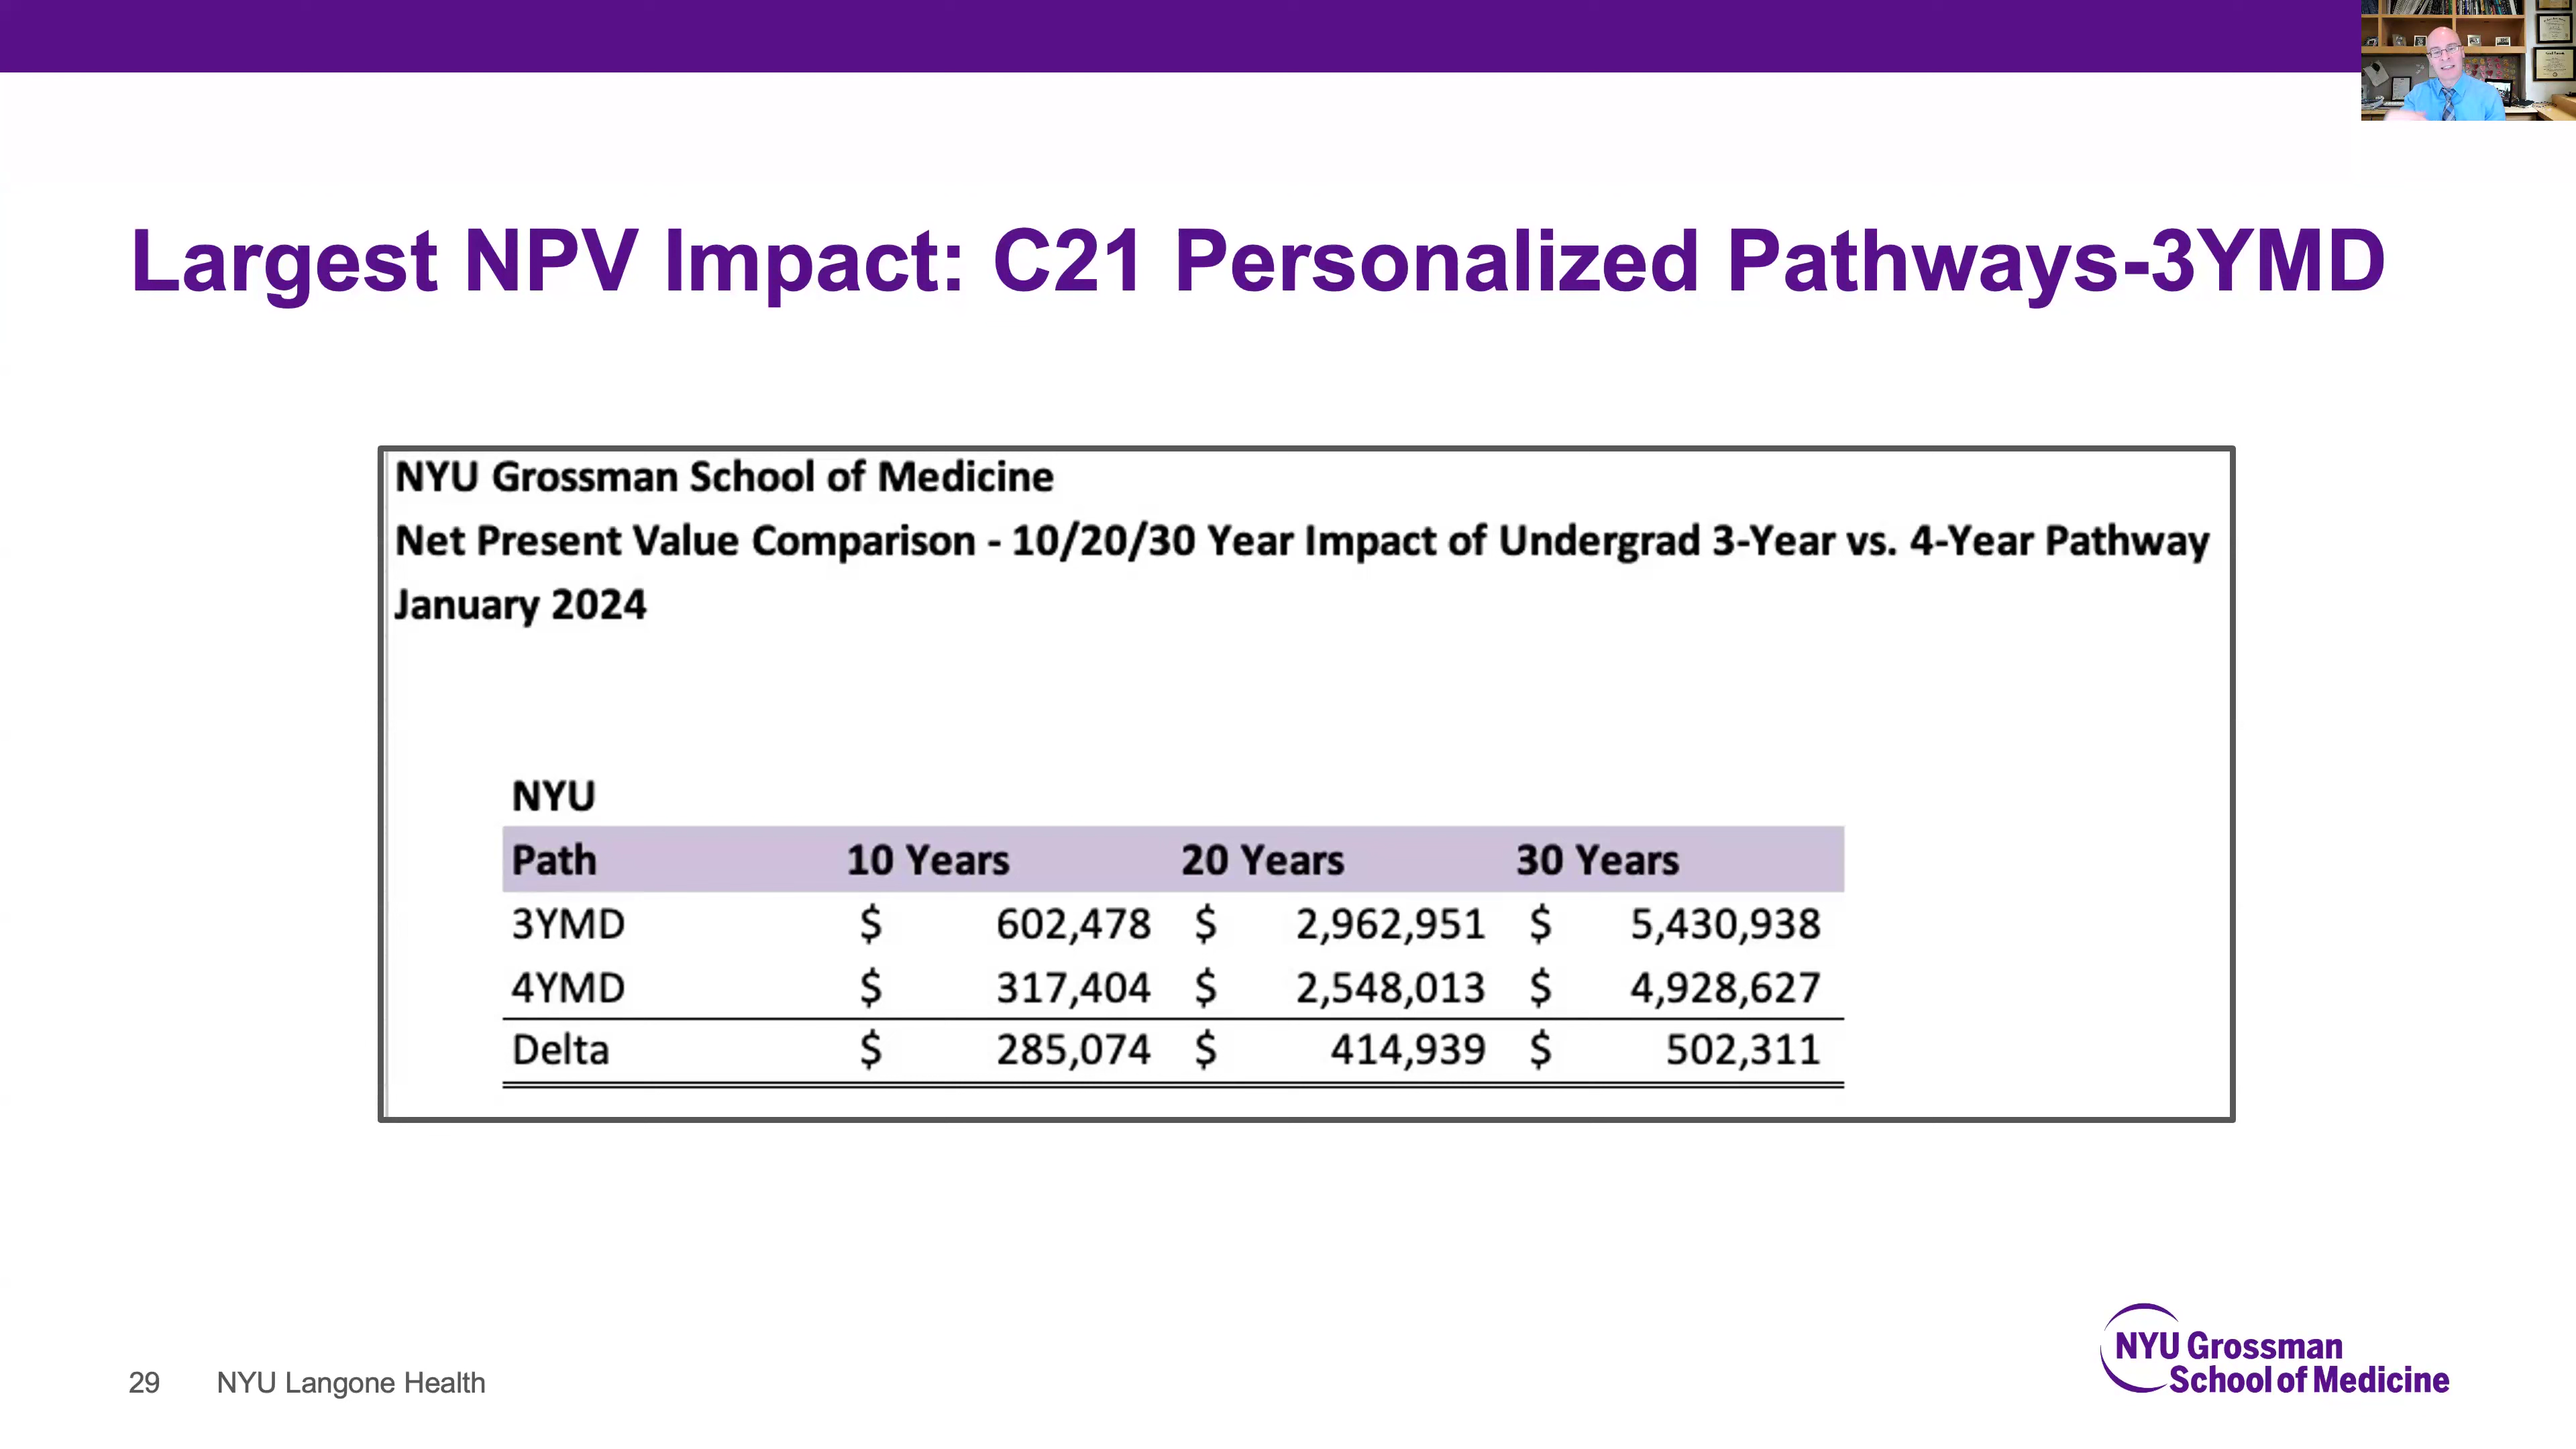 Largest NPV Impact: C21 Personalized Pathways-3YMD
NYU Grossman School of Medicine
Net Present Value Comparison - 10/20/30 Year Impact of Undergrad 3-Year vs. 4-Year Pathway
January 2024
NYU
Path 10 Years 20 Years 30 Years
3YMD $ 602,478 $ 2,962,951 $ 5,430,938
4YMD $ 317,404 $ 2,548,013 $ 4,928,627
Delta $ 285,074 $ 414,939 $ 502,311
29 NYU Langone Health
NYU Grossman
School of Medicine